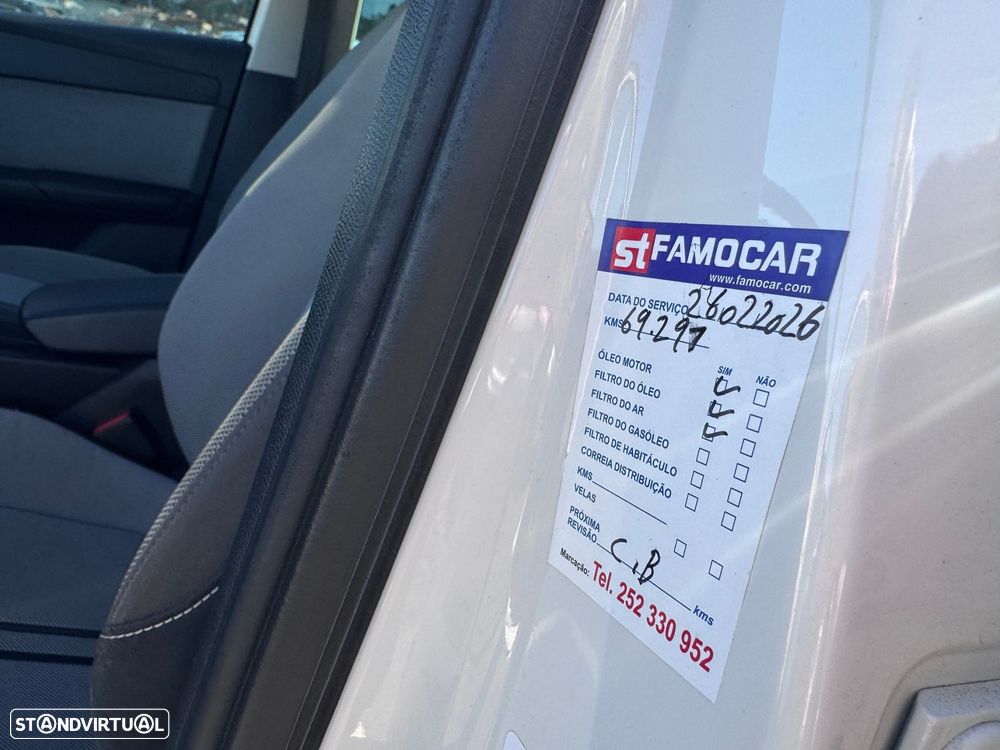 st FAMOCAR
www.famocar.com
DATA DO SERVIÇO 28022026
KMS 69.297
SIM NÃO
ÓLEO MOTOR
FILTRO DO ÓLEO
FILTRO DO AR
FILTRO DO GASÓLEO
FILTRO DE HABITÁCULO
CORREIA DISTRIBUIÇÃO
KMS
VELAS
PRÓXIMA
REVISÃO C.B kms
Marcação: Tel. 252 330 952
STANDVIRTUAL